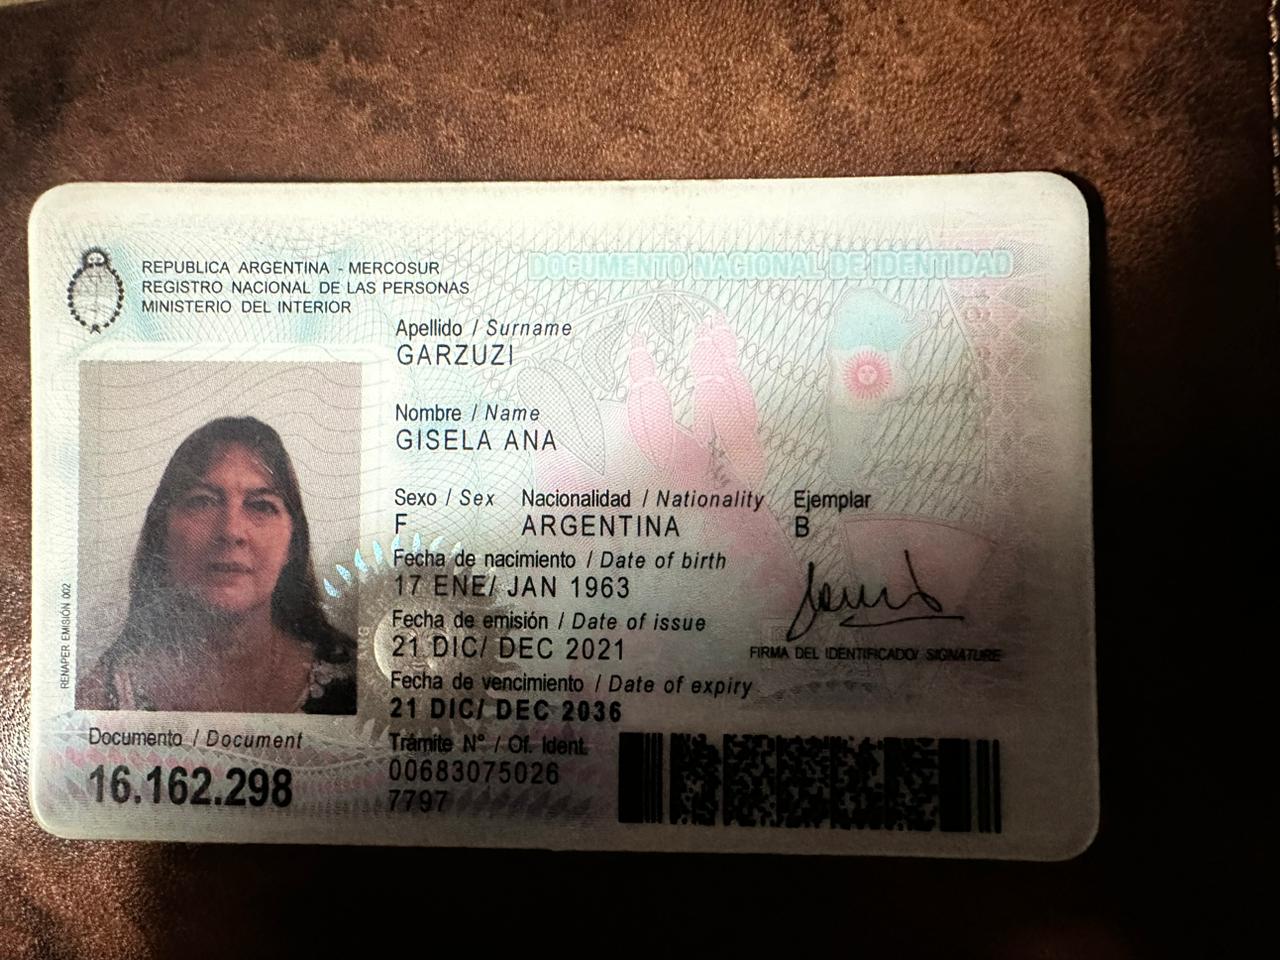 REPUBLICA ARGENTINA - MERCOSUR
REGISTRO NACIONAL DE LAS PERSONAS
MINISTERIO DEL INTERIOR
DOCUMENTO NACIONAL DE IDENTIDAD
Apellido / Surname
GARZUZI
Nombre / Name
GISELA ANA
Sexo / Sex Nacionalidad / Nationality Ejemplar
F ARGENTINA B
Fecha de nacimiento / Date of birth
17 ENE/ JAN 1963
Fecha de emisión / Date of issue
21 DIC/ DEC 2021
FIRMA DEL IDENTIFICADO/ SIGNATURE
Fecha de vencimiento / Date of expiry
21 DIC/ DEC 2036
RENAPER EMISIÓN 002
Documento / Document
16.162.298
Trámite N° / Of. Ident.
00683075026
7797